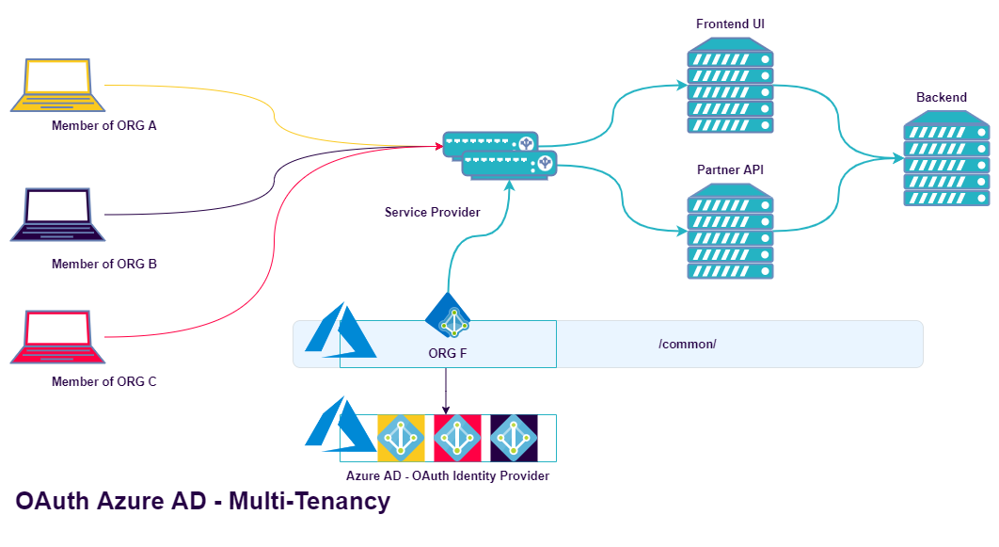 Frontend UI
Backend
Member of ORG A
Partner API
Service Provider
Member of ORG B
/common/
ORG F
Member of ORG C
Azure AD - OAuth Identity Provider
OAuth Azure AD - Multi-Tenancy